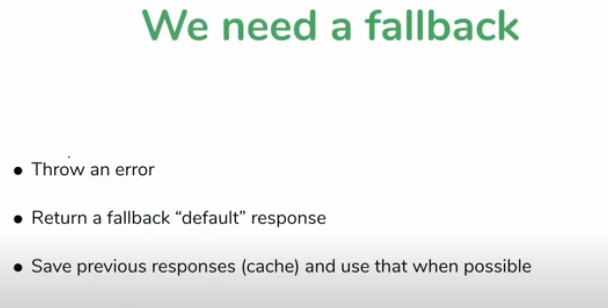 We need a fallback
• Throw an error
• Return a fallback “default” response
• Save previous responses (cache) and use that when possible